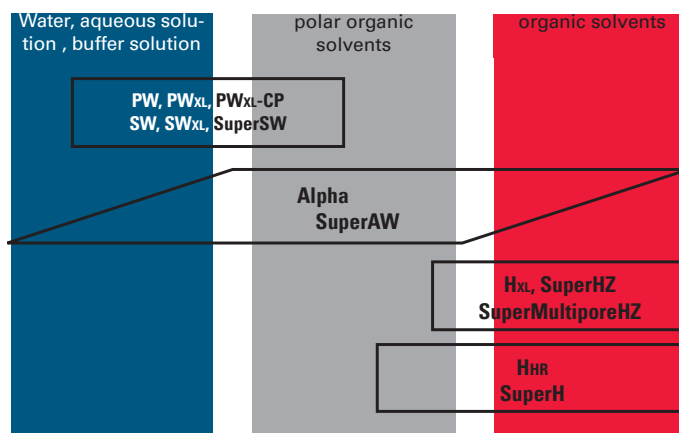 Water, aqueous solu-
tion , buffer solution
polar organic
solvents
organic solvents
PW, PWXL, PWXL-CP
SW, SWXL, SuperSW
Alpha
SuperAW
HXL, SuperHZ
SuperMultiporeHZ
HHR
SuperH